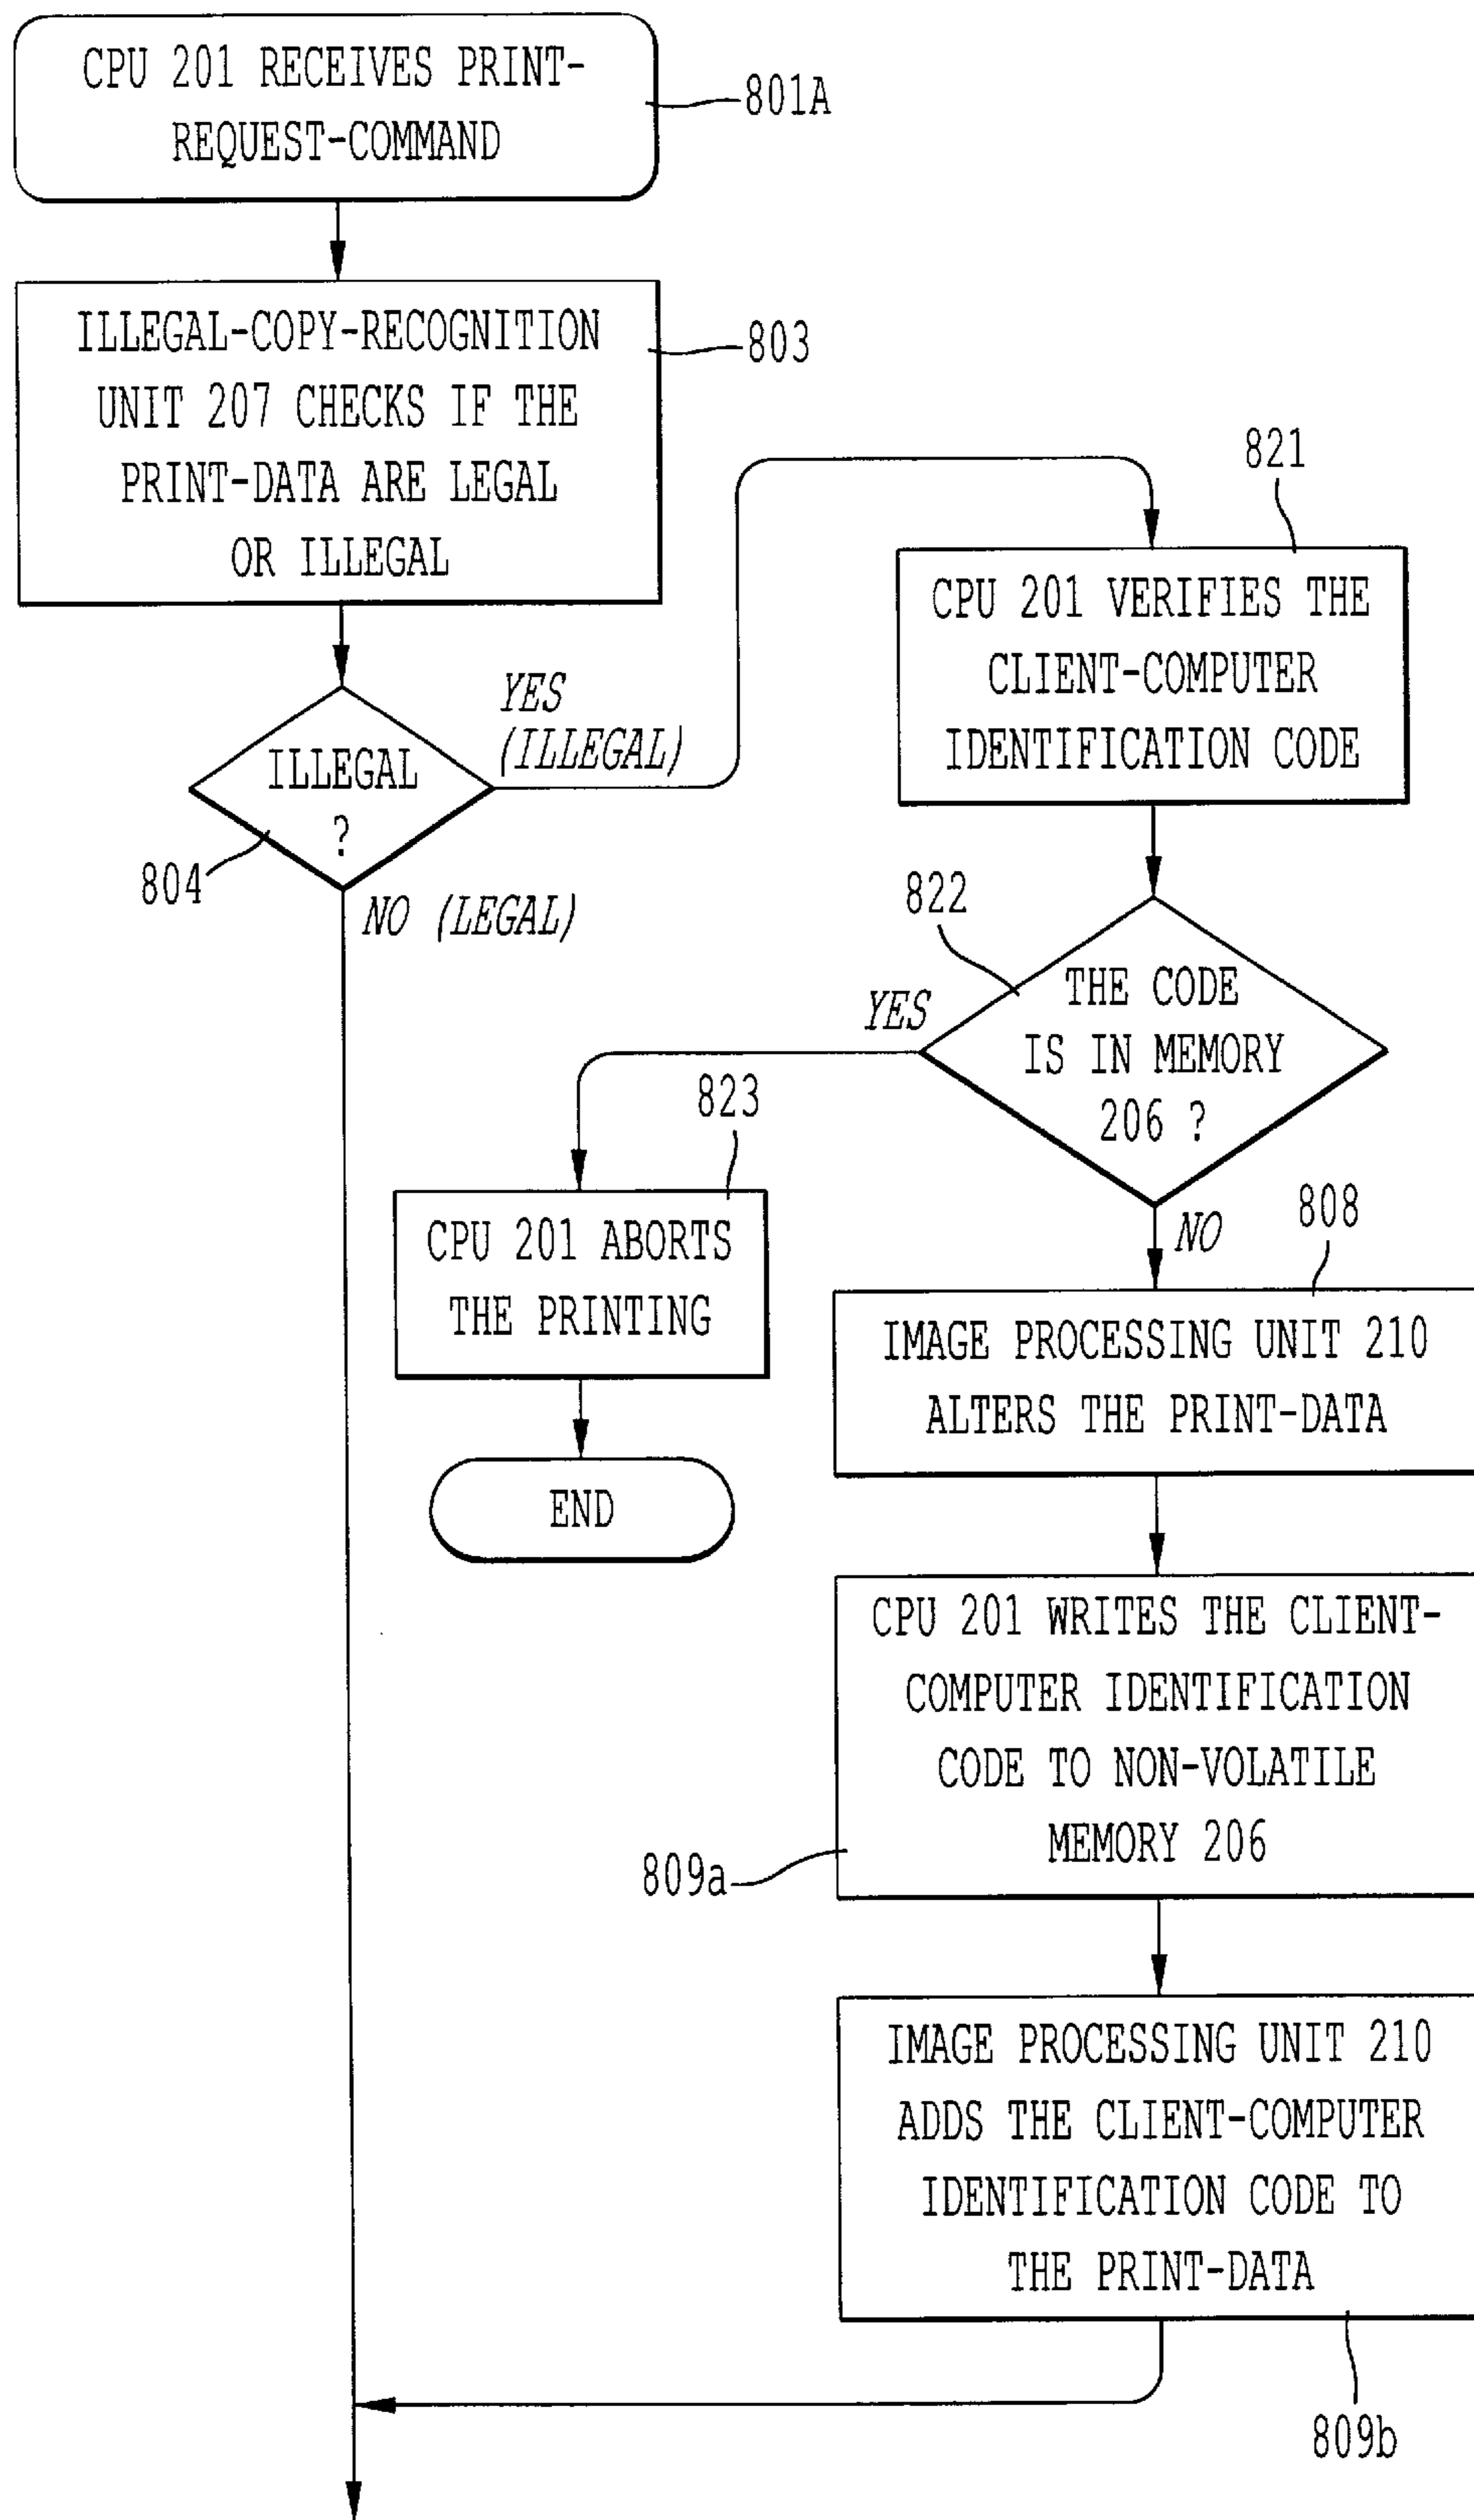 CPU 201 RECEIVES PRINT-
REQUEST-COMMAND
801A
ILLEGAL-COPY-RECOGNITION
UNIT 207 CHECKS IF THE
PRINT-DATA ARE LEGAL
OR ILLEGAL
803
ILLEGAL
?
804
YES
(ILLEGAL)
NO (LEGAL)
821
CPU 201 VERIFIES THE
CLIENT-COMPUTER
IDENTIFICATION CODE
822
THE CODE
IS IN MEMORY
206 ?
YES
823
CPU 201 ABORTS
THE PRINTING
END
NO
808
IMAGE PROCESSING UNIT 210
ALTERS THE PRINT-DATA
CPU 201 WRITES THE CLIENT-
COMPUTER IDENTIFICATION
CODE TO NON-VOLATILE
MEMORY 206
809a
IMAGE PROCESSING UNIT 210
ADDS THE CLIENT-COMPUTER
IDENTIFICATION CODE TO
THE PRINT-DATA
809b